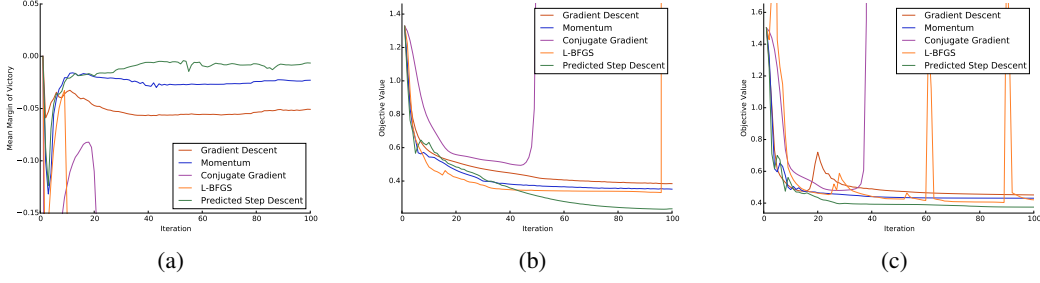 0.00
−0.05
−0.10
−0.15
Mean Margin of Victory
0
20
40
60
80
100
Iteration
Gradient Descent
Momentum
Conjugate Gradient
L-BFGS
Predicted Step Descent
(a)
1.4
1.2
1.0
0.8
0.6
0.4
0.2
Objective Value
0
20
40
60
80
100
Iteration
Gradient Descent
Momentum
Conjugate Gradient
L-BFGS
Predicted Step Descent
(b)
1.6
1.4
1.2
1.0
0.8
0.6
0.4
Objective Value
0
20
40
60
80
100
Iteration
Gradient Descent
Momentum
Conjugate Gradient
L-BFGS
Predicted Step Descent
(c)